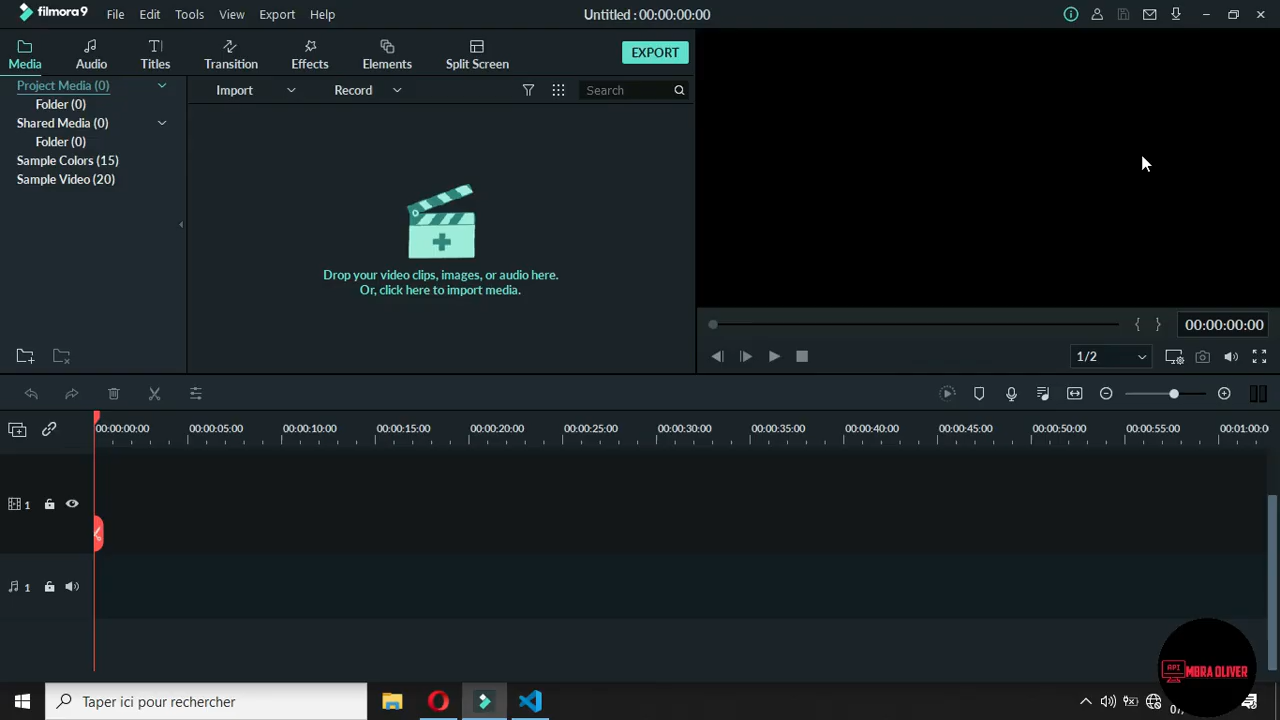 filmora9
File Edit Tools View Export Help
Untitled : 00:00:00:00
Media Audio Titles Transition Effects Elements Split Screen
EXPORT
Project Media (0)
Folder (0)
Shared Media (0)
Folder (0)
Sample Colors (15)
Sample Video (20)
Import Record Search
Drop your video clips, images, or audio here.
Or, click here to import media.
{ } 00:00:00:00
1/2
00:00:00:00 00:00:05:00 00:00:10:00 00:00:15:00 00:00:20:00 00:00:25:00 00:00:30:00 00:00:35:00 00:00:40:00 00:00:45:00 00:00:50:00 00:00:55:00 00:01:00:0
1
1
API MBRA OLIVER
Taper ici pour rechercher